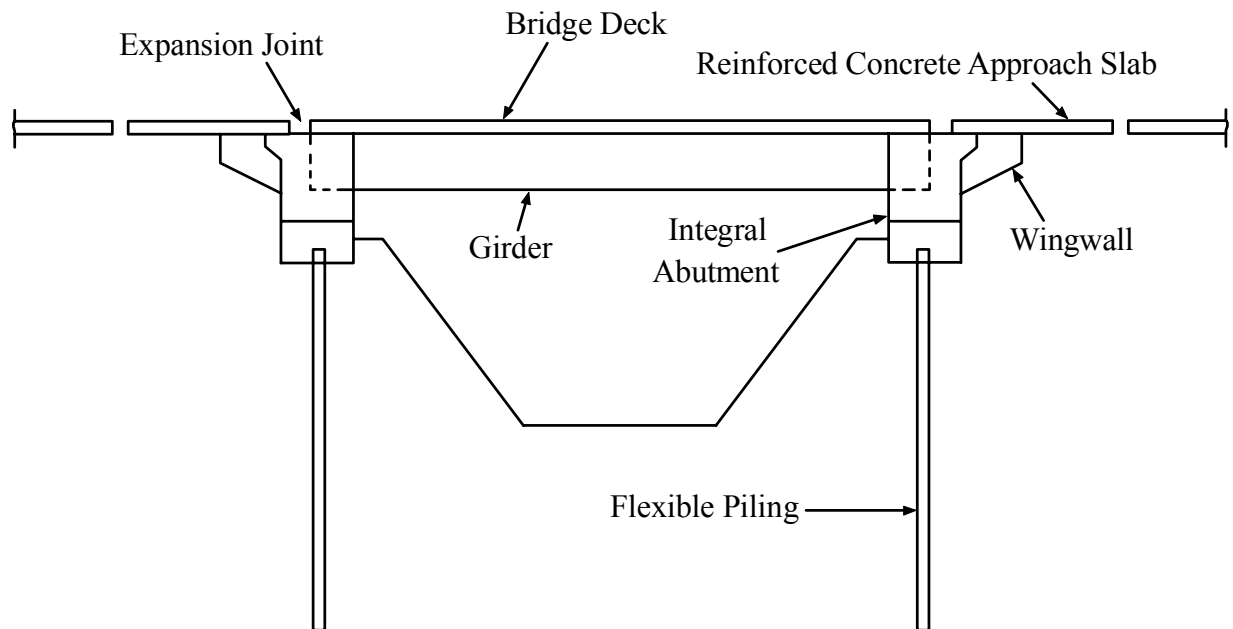 Bridge Deck
Expansion Joint
Reinforced Concrete Approach Slab
Girder
Integral
Abutment
Wingwall
Flexible Piling